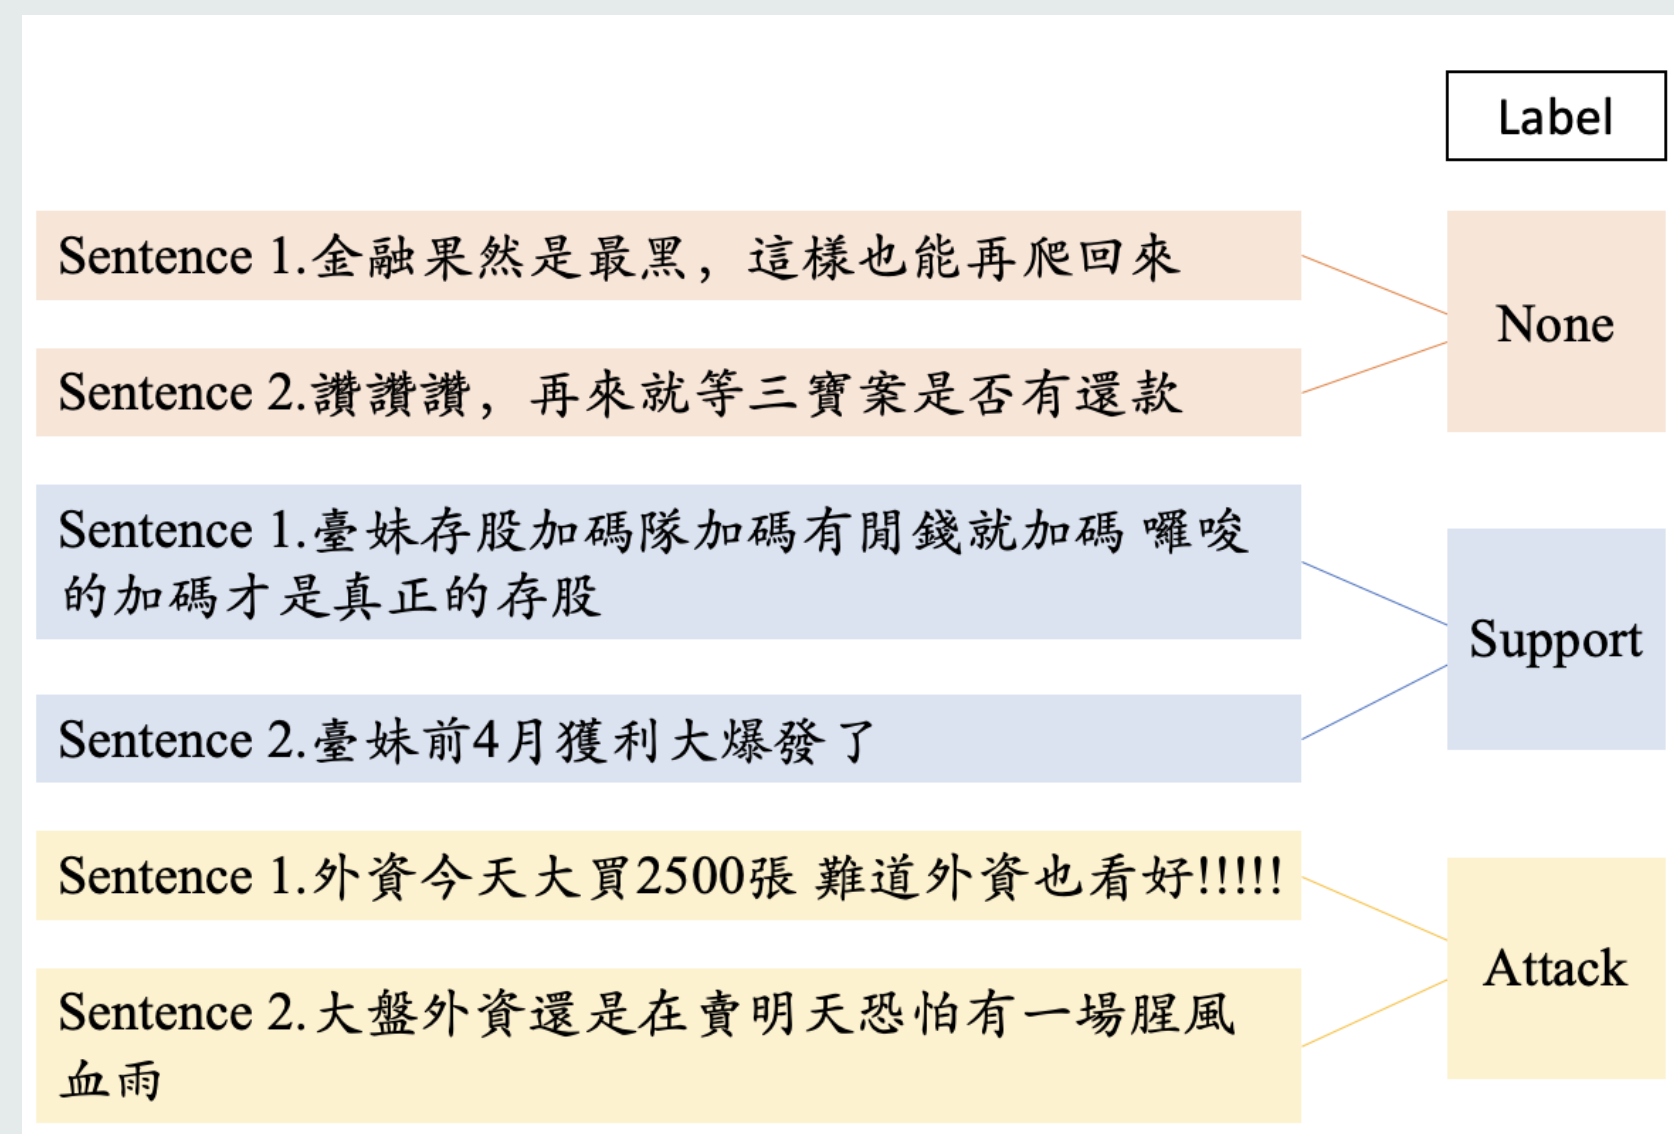 Label
Sentence 1.金融果然是最黑，這樣也能再爬回來
None
Sentence 2.讚讚讚，再來就等三寶案是否有還款
Sentence 1.臺妹存股加碼隊加碼有閒錢就加碼 囉唆
的加碼才是真正的存股
Support
Sentence 2.臺妹前4月獲利大爆發了
Sentence 1.外資今天大買2500張 難道外資也看好!!!!!
Attack
Sentence 2.大盤外資還是在賣明天恐怕有一場腥風
血雨